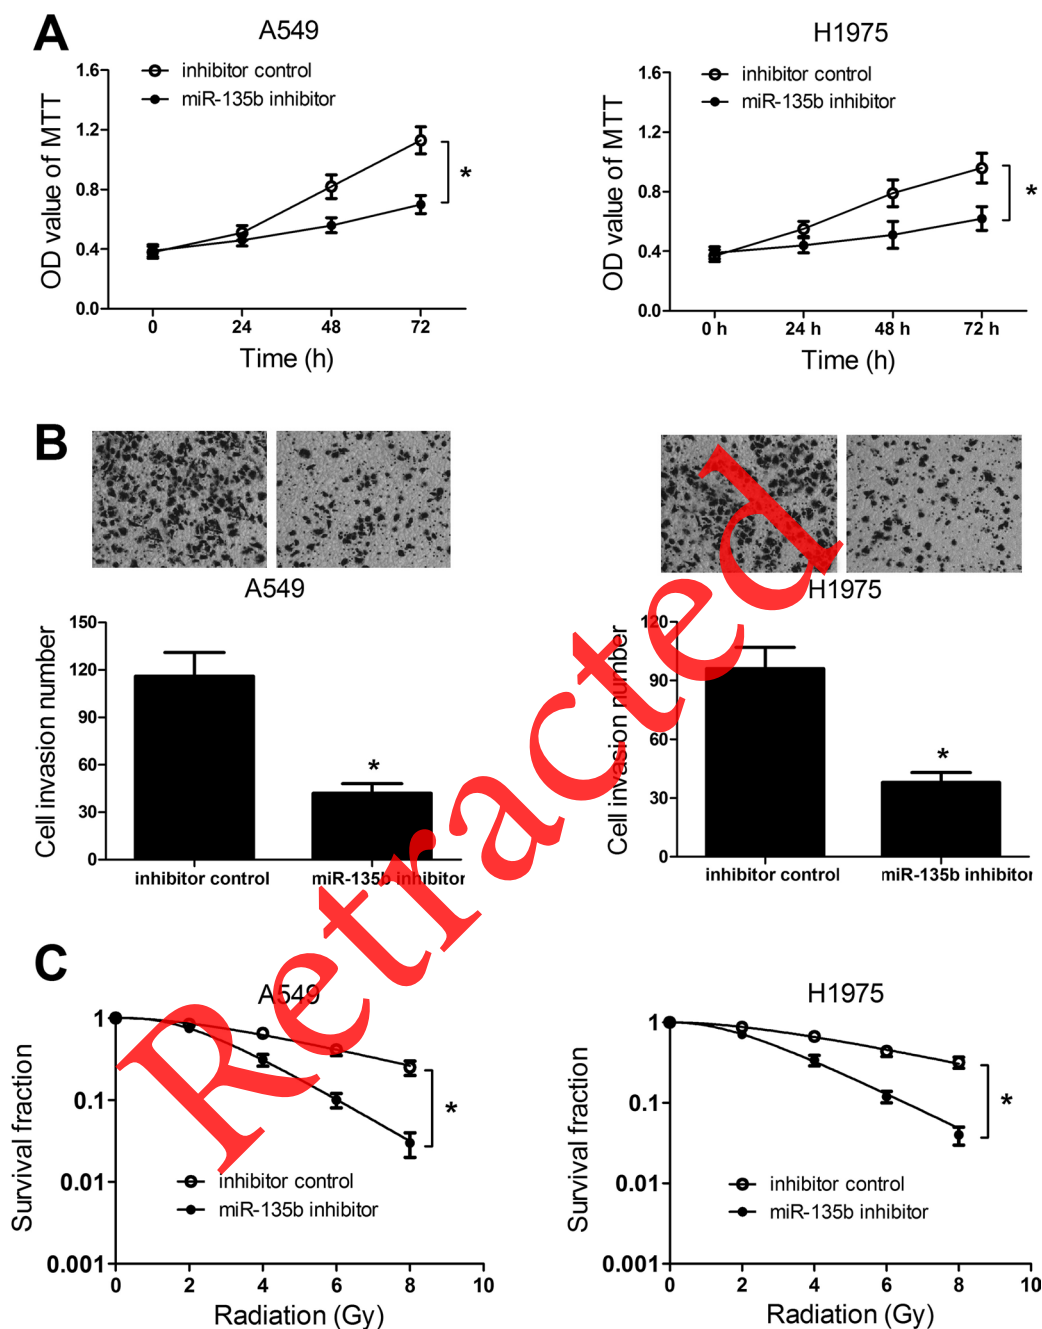 A
A549
inhibitor control
miR-135b inhibitor
OD value of MTT
1.6
1.2
0.8
0.4
0.0
0 24 48 72
Time (h)
*
H1975
inhibitor control
miR-135b inhibitor
OD value of MTT
1.6
1.2
0.8
0.4
0.0
0 h 24 h 48 h 72 h
Time (h)
*
B
A549
Cell invasion number
150
120
90
60
30
0
*
inhibitor control miR-135b inhibitor
H1975
Cell invasion number
120
90
60
30
0
*
inhibitor control miR-135b inhibitor
C
A549
Survival fraction
1
0.1
0.01
0.001
*
inhibitor control
miR-135b inhibitor
0 2 4 6 8 10
Radiation (Gy)
H1975
Survival fraction
1
0.1
0.01
0.001
*
inhibitor control
miR-135b inhibitor
0 2 4 6 8 10
Radiation (Gy)
Retracted